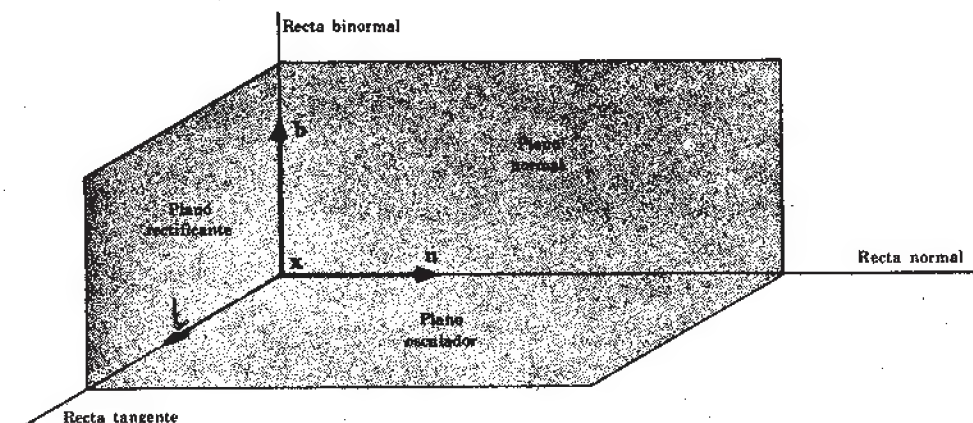 Recta binormal
b
Plano
normal
Plano
rectificante
n
x
Recta normal
t
Plano
osculador
Recta tangente